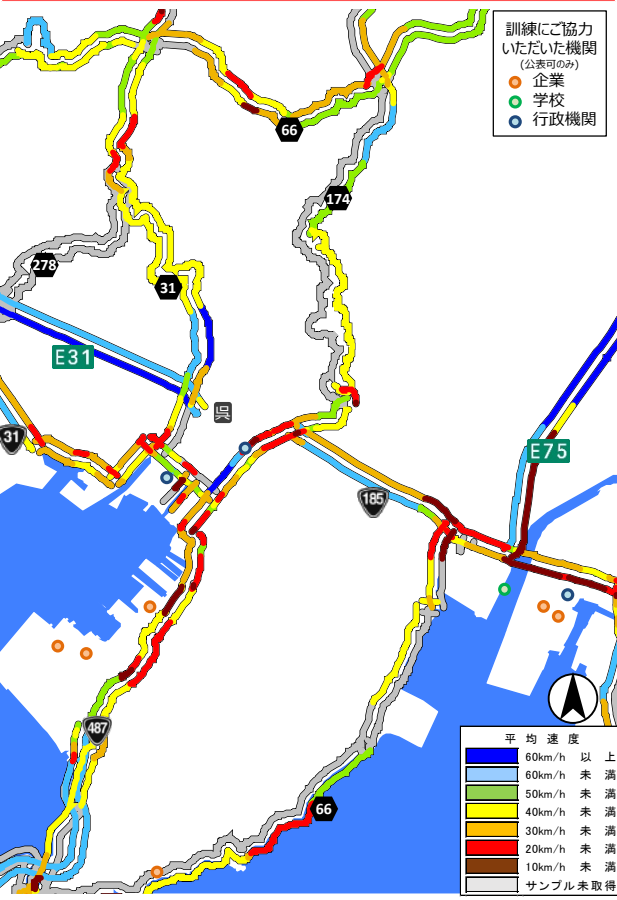 訓練にご協力
いただいた機関
(公表可のみ)
企業
学校
行政機関
66
174
278
31
E31
呉
31
E75
185
487
66
平均速度
60km/h 以上
60km/h 未満
50km/h 未満
40km/h 未満
30km/h 未満
20km/h 未満
10km/h 未満
サンプル未取得